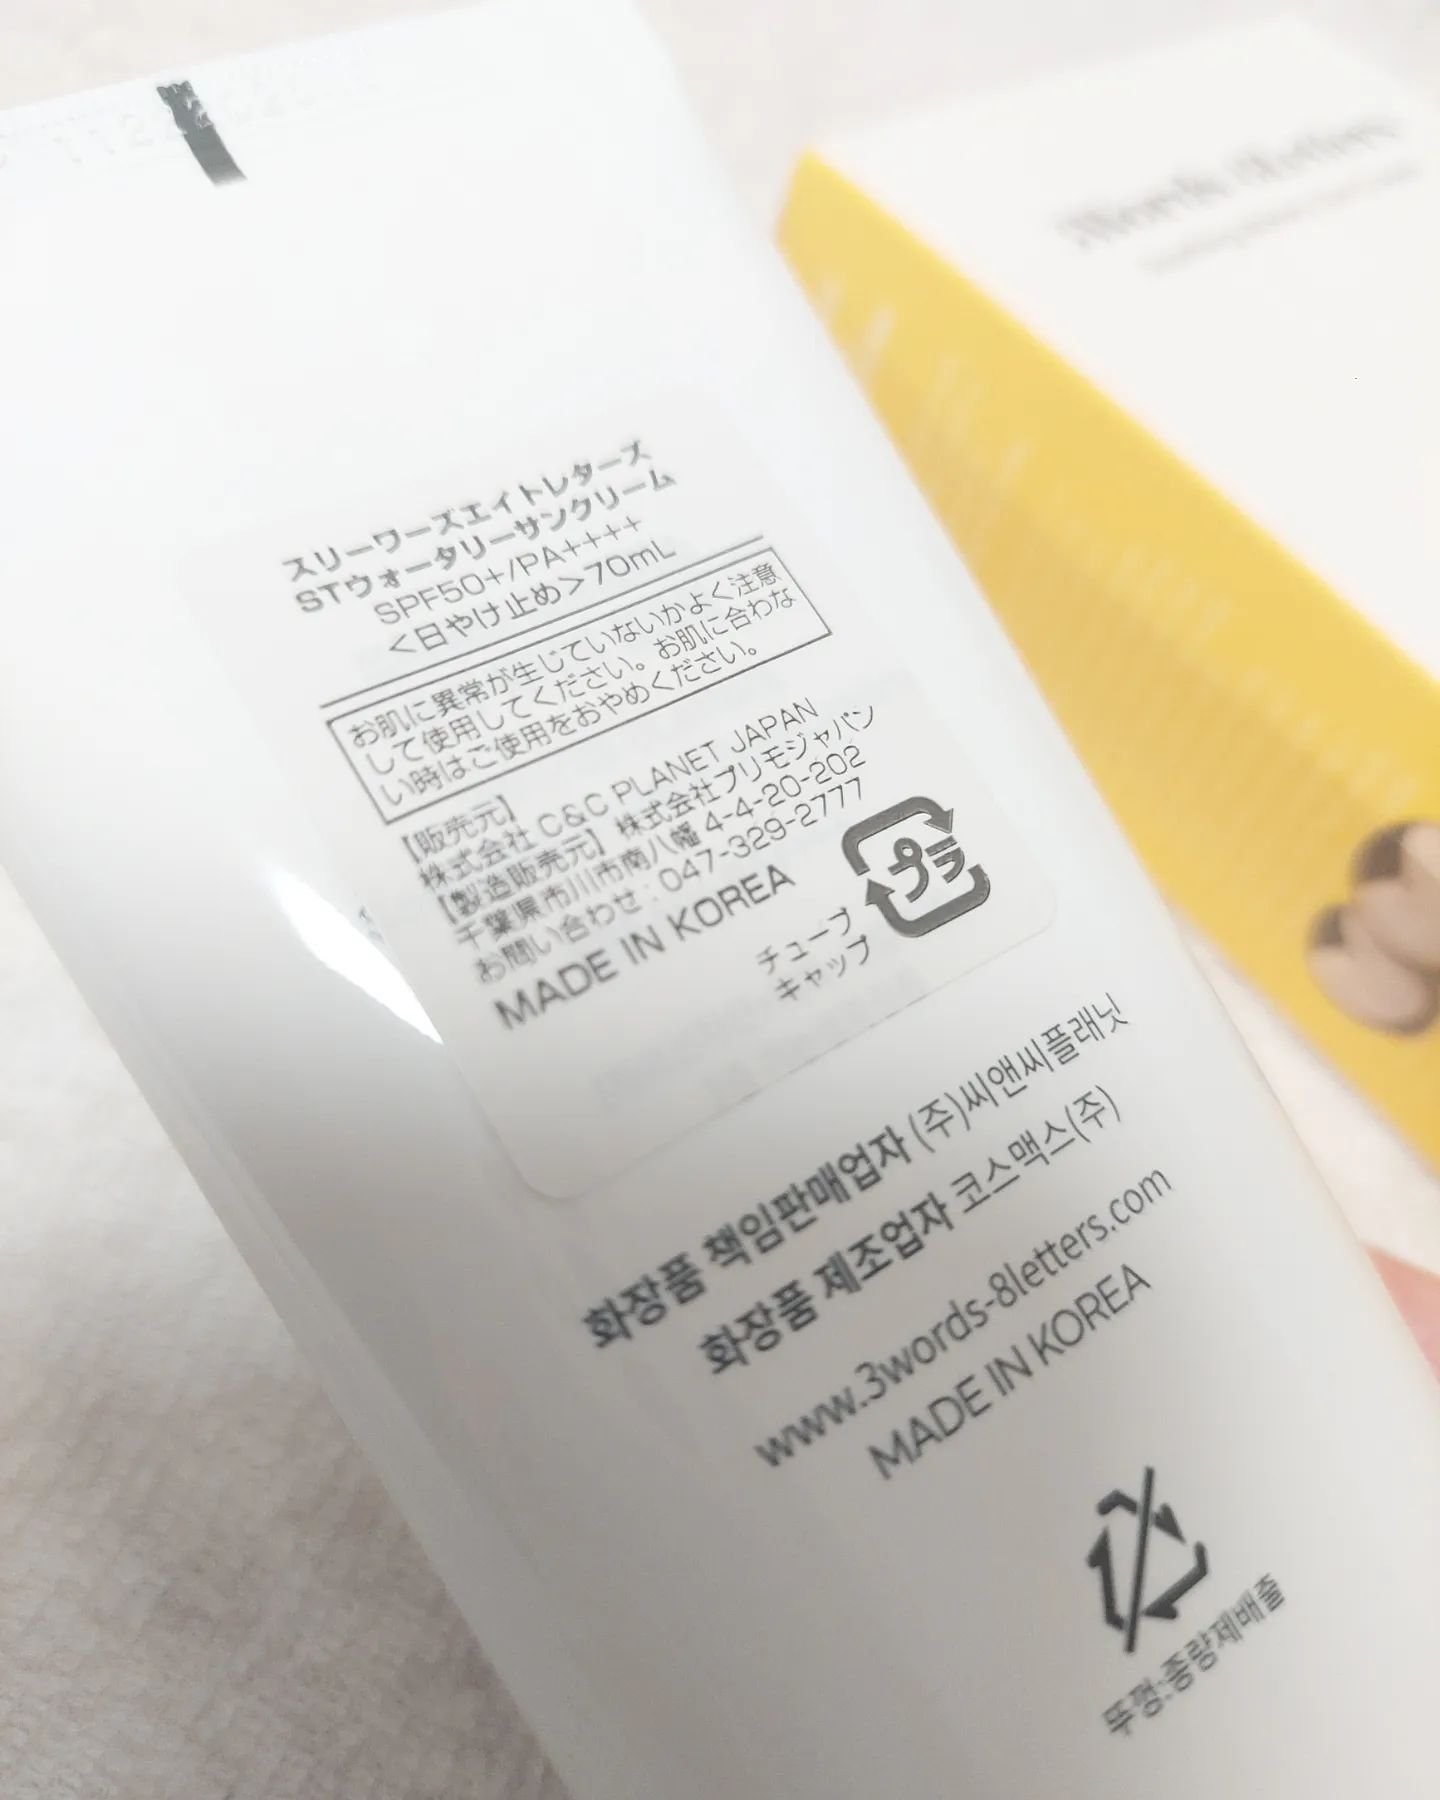 スリーワーズエイトレターズ
STウォータリーサンクリーム
SPF50+/PA++++
<日やけ止め>70mL
お肌に異常が生じていないかよく注意
して使用してください。お肌に合わな
い時はご使用をおやめください。
【販売元】
株式会社 C&C PLANET JAPAN
【製造販売元】株式会社プリモジャパン
千葉県市川市南八幡 4-4-20-202
お問い合わせ：047-329-2777
MADE IN KOREA
プラ
チューブ
キャップ
화장품 책임판매업자 (주)씨앤씨플래닛
화장품 제조업자 코스맥스(주)
www.3words-8letters.com
MADE IN KOREA
뚜껑:종량제배출